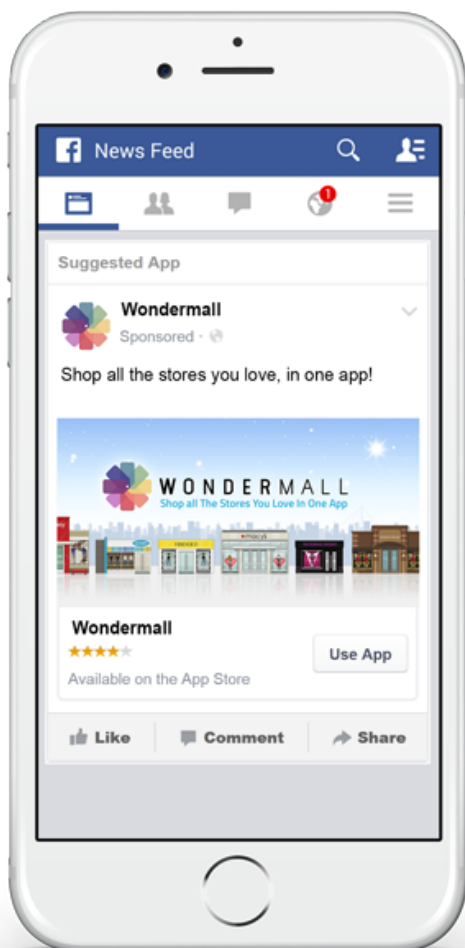 News Feed
1
Suggested App
Wondermall
Sponsored
Shop all the stores you love, in one app!
WONDERMALL
Shop all The Stores You Love In One App
macys
Wondermall
Use App
Available on the App Store
Like Comment Share